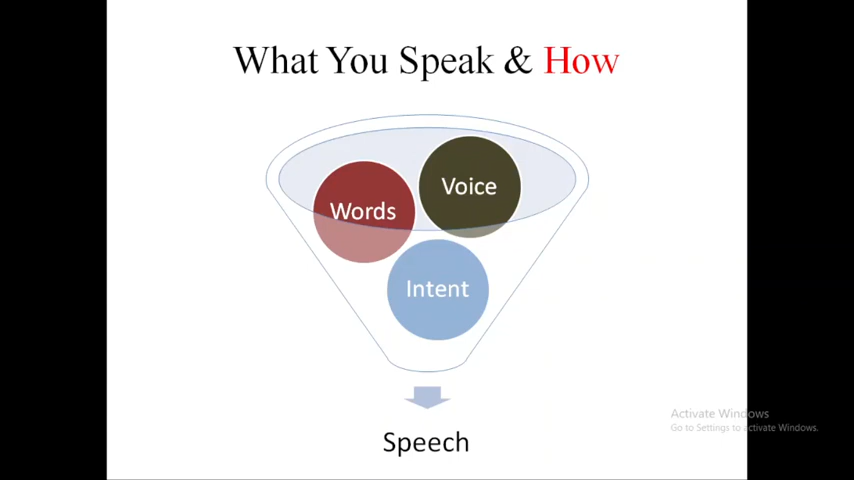 What You Speak & How
Voice
Words
Intent
Speech
Activate Windows
Go to Settings to activate Windows.